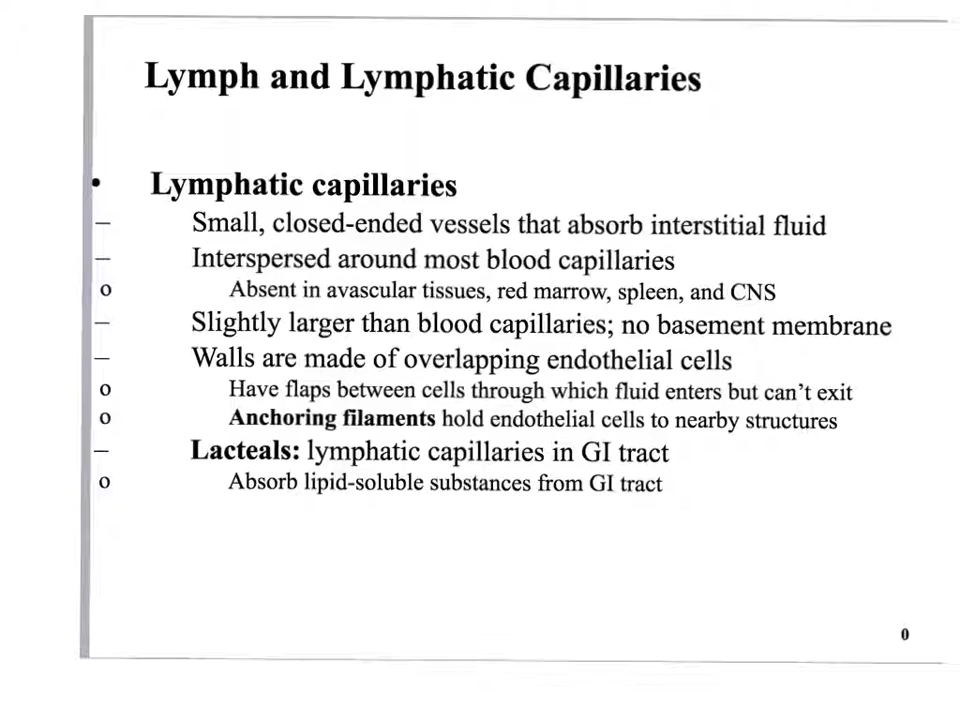 Lymph and Lymphatic Capillaries
• Lymphatic capillaries
– Small, closed-ended vessels that absorb interstitial fluid
– Interspersed around most blood capillaries
o Absent in avascular tissues, red marrow, spleen, and CNS
– Slightly larger than blood capillaries; no basement membrane
– Walls are made of overlapping endothelial cells
o Have flaps between cells through which fluid enters but can't exit
o Anchoring filaments hold endothelial cells to nearby structures
– Lacteals: lymphatic capillaries in GI tract
o Absorb lipid-soluble substances from GI tract
0